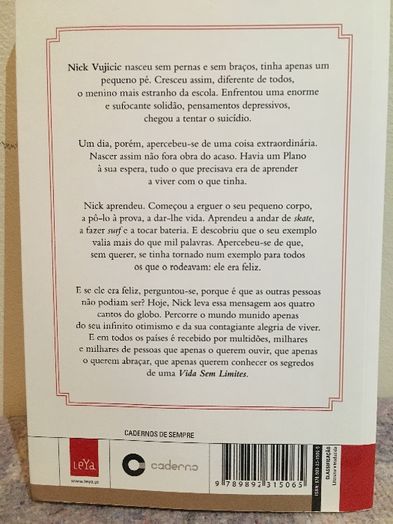 Nick Vujicic nasceu sem pernas e sem braços, tinha apenas um
pequeno pé. Cresceu assim, diferente de todos,
o menino mais estranho da escola. Enfrentou uma enorme
e sufocante solidão, pensamentos depressivos,
chegou a tentar o suicídio.
Um dia, porém, apercebeu-se de uma coisa extraordinária.
Nascer assim não fora obra do acaso. Havia um Plano
à sua espera, tudo o que precisava era de aprender
a viver com o que tinha.
Nick aprendeu. Começou a erguer o seu pequeno corpo,
a pô-lo à prova, a dar-lhe vida. Aprendeu a andar de skate,
a fazer surf e a tocar bateria. E descobriu que o seu exemplo
valia mais do que mil palavras. Apercebeu-se de que,
sem querer, se tinha tornado num exemplo para todos
os que o rodeavam: ele era feliz.
E se ele era feliz, perguntou-se, porque é que as outras pessoas
não podiam ser? Hoje, Nick leva essa mensagem aos quatro
cantos do globo. Percorre o mundo munido apenas
do seu infinito otimismo e da sua contagiante alegria de viver.
E em todos os países é recebido por multidões, milhares
e milhares de pessoas que apenas o querem ouvir, que apenas
o querem abraçar, que apenas querem conhecer os segredos
de uma Vida Sem Limites.
CADERNOS DE SEMPRE
LEYA
caderno
9 789892 315065
CLASSIFICAÇÃO